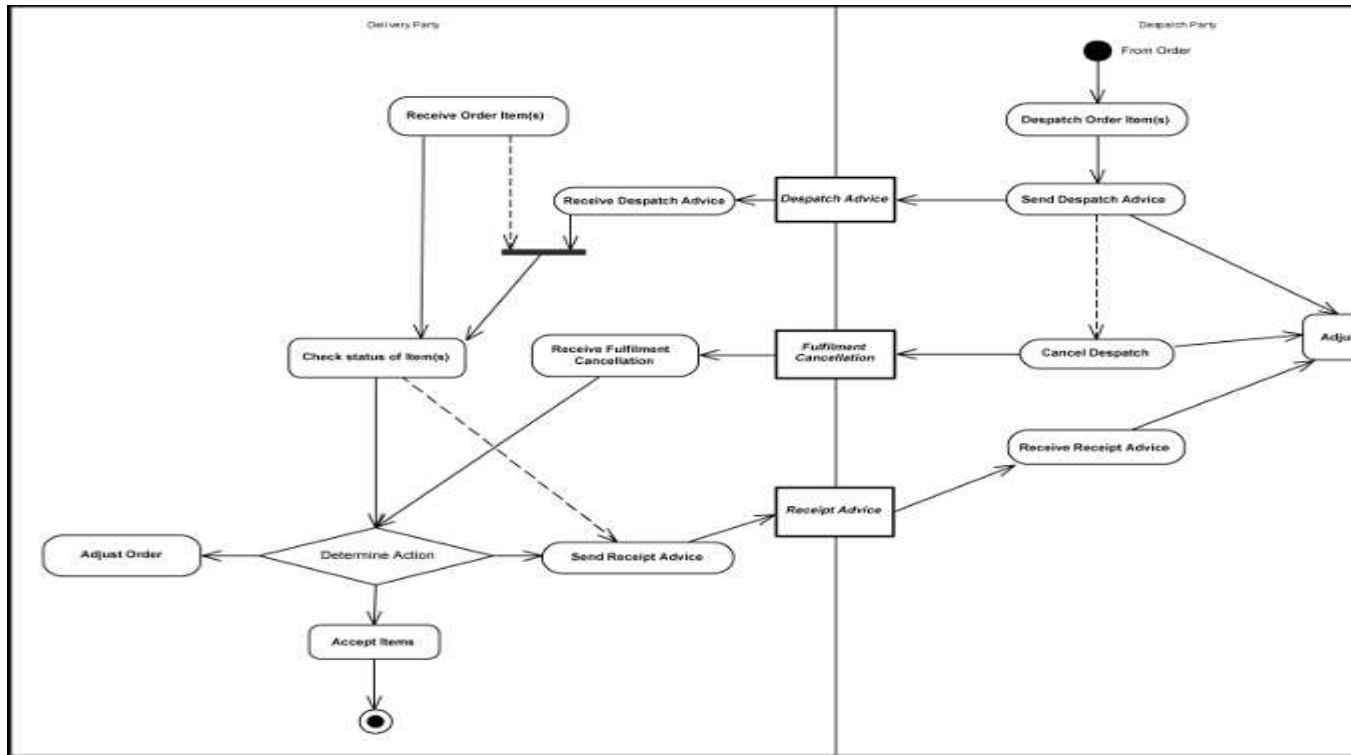 Delivery Party
Despatch Party
From Order
Receive Order Item(s)
Despatch Order Item(s)
Receive Despatch Advice
Despatch Advice
Send Despatch Advice
Check status of Item(s)
Receive Fulfilment
Cancellation
Fulfilment
Cancellation
Cancel Despatch
Adju
Receive Receipt Advice
Receipt Advice
Adjust Order
Determine Action
Send Receipt Advice
Accept Items